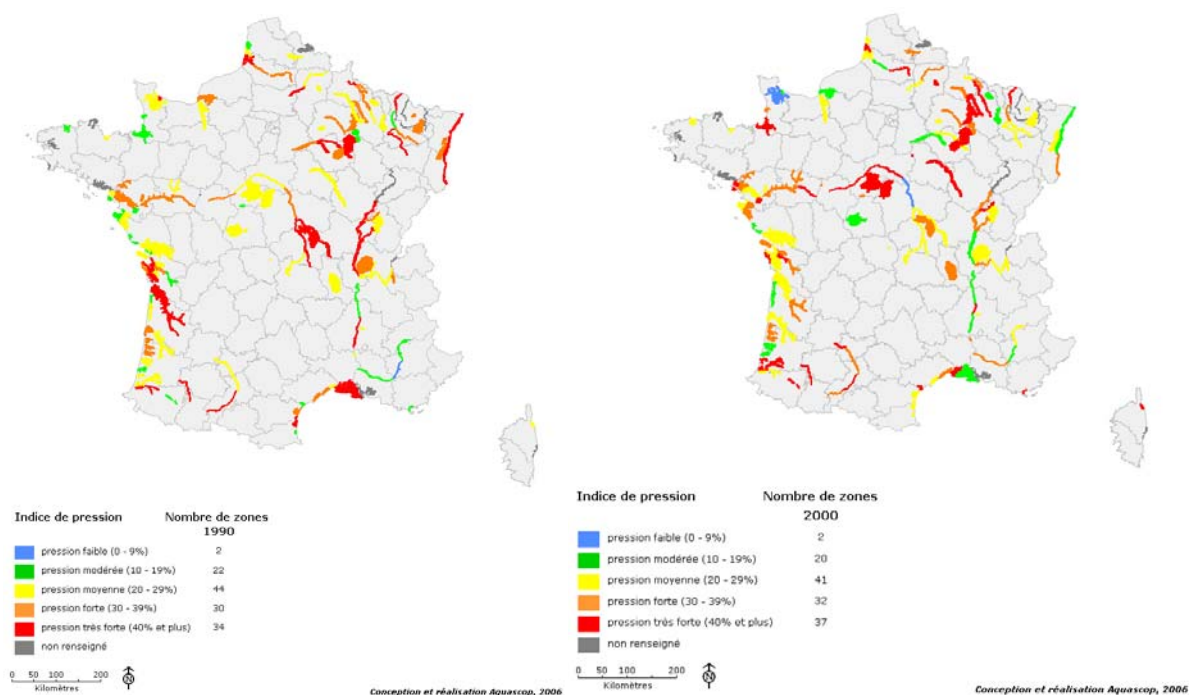 Indice de pression Nombre de zones
1990
pression faible (0 - 9%) 2
pression modérée (10 - 19%) 22
pression moyenne (20 - 29%) 44
pression forte (30 - 39%) 30
pression très forte (40% et plus) 34
non renseigné
0 50 100 200
Kilomètres
N
Conception et réalisation Aquascop, 2006
Indice de pression Nombre de zones
2000
pression faible (0 - 9%) 2
pression modérée (10 - 19%) 20
pression moyenne (20 - 29%) 41
pression forte (30 - 39%) 32
pression très forte (40% et plus) 37
non renseigné
0 50 100 200
Kilomètres
N
Conception et réalisation Aquascop, 2006